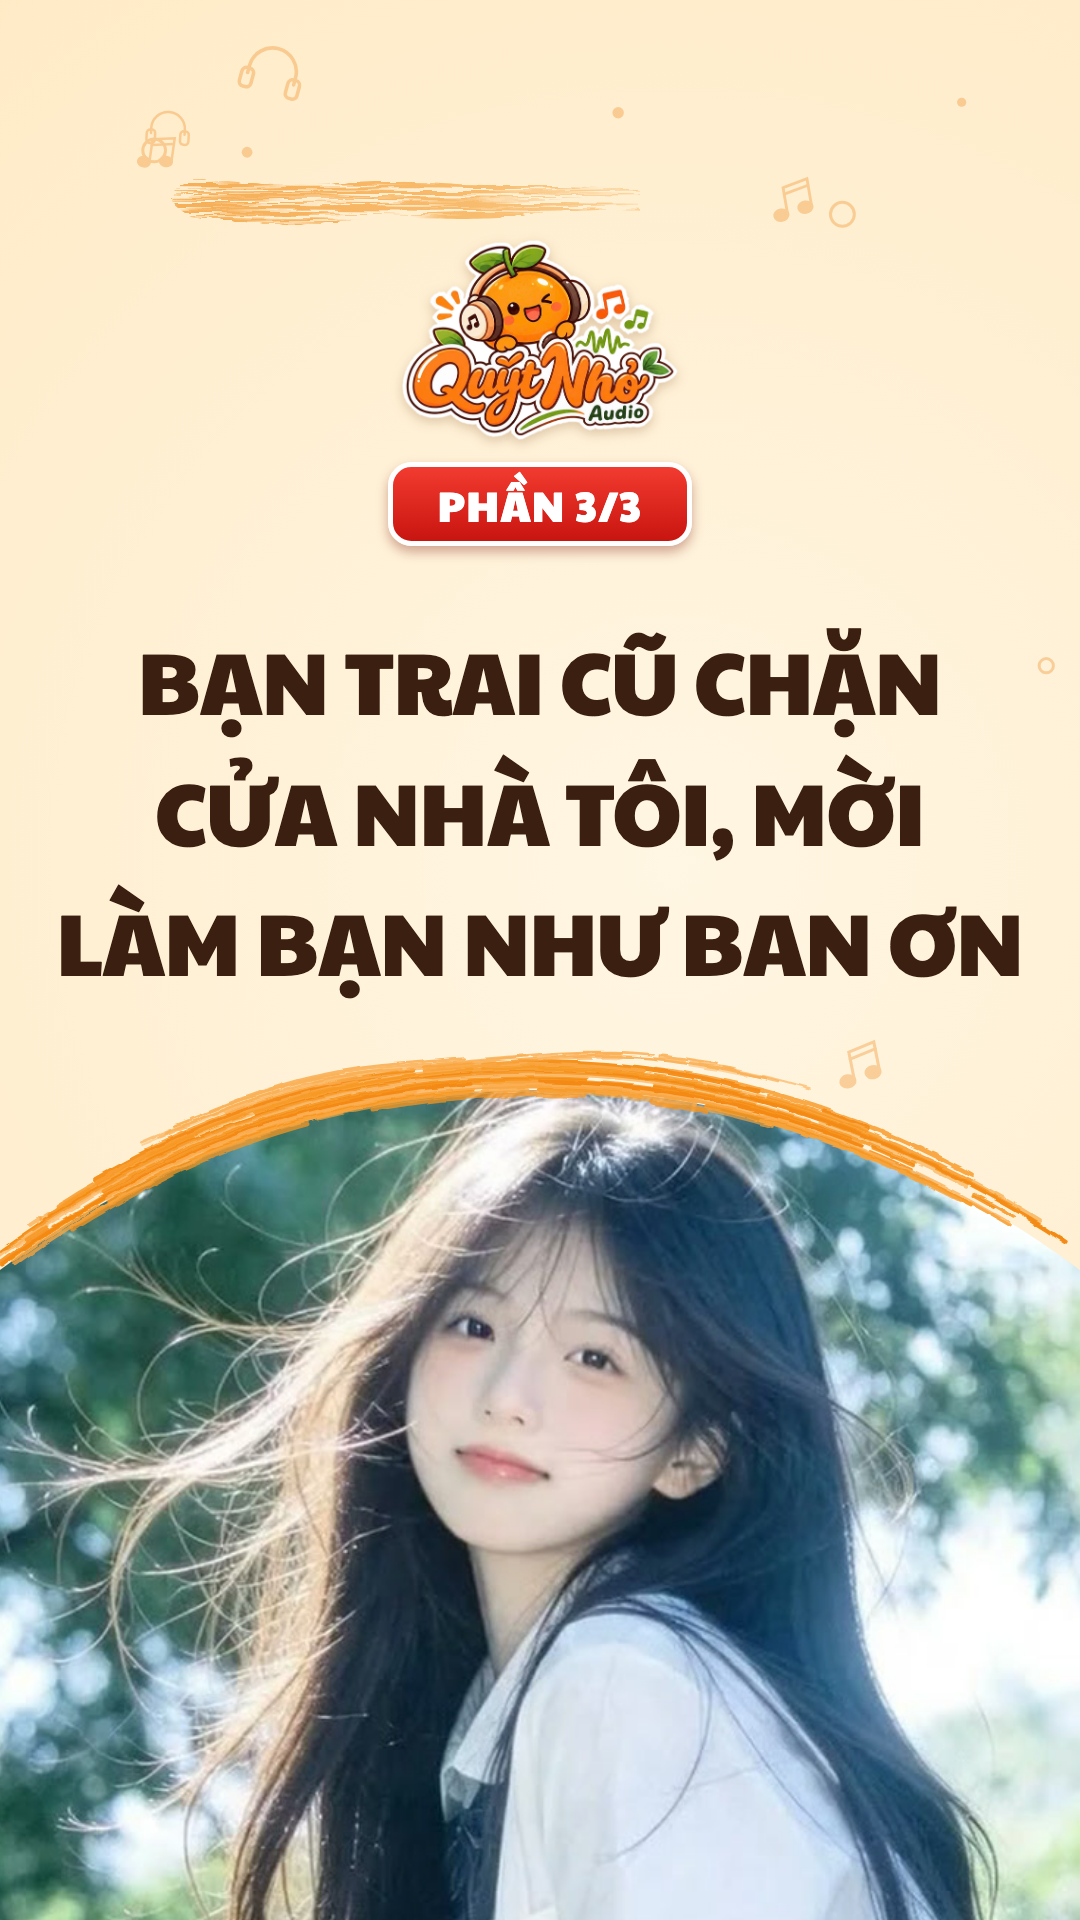 Quýt Nhỏ
Audio
PHẦN 3/3
BẠN TRAI CŨ CHẶN
CỬA NHÀ TÔI, MỜI
LÀM BẠN NHƯ BAN ƠN